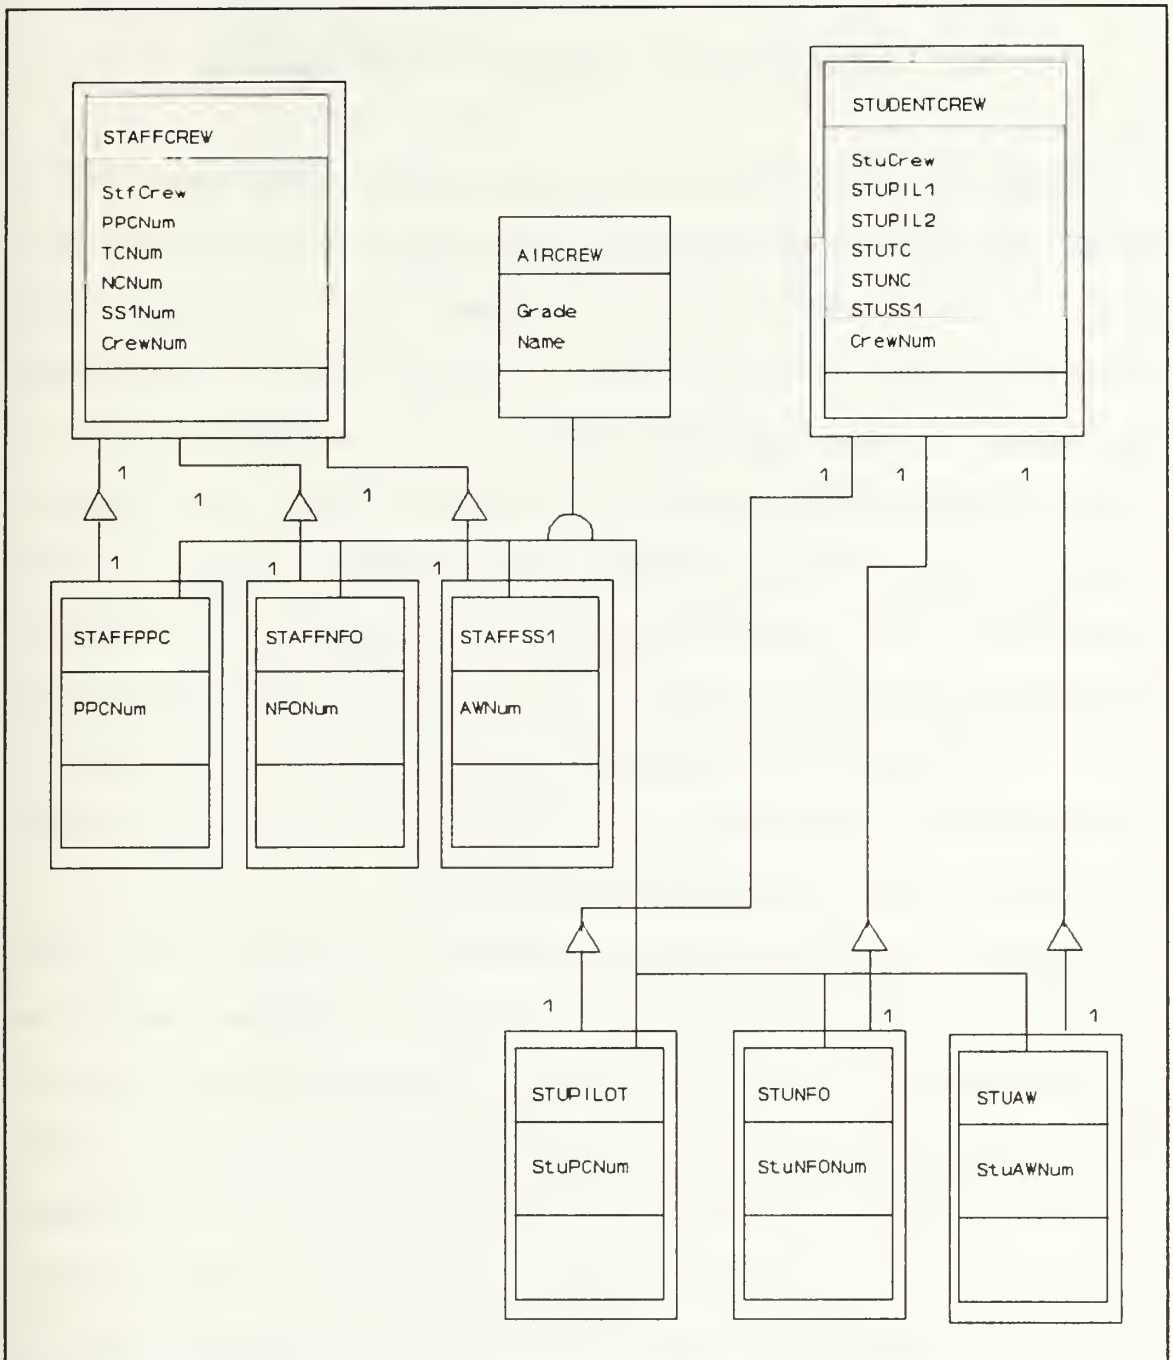 STAFFCREW
StfCrew
PPCNum
TCNum
NCNum
SS1Num
CrewNum
AIRCREW
Grade
Name
STUDENTCREW
StuCrew
STUPIL1
STUPIL2
STUTC
STUNC
STUSS1
CrewNum
1
1
1
1
1
1
1
1
1
STAFFPPC
PPCNum
STAFFNFO
NFONum
STAFFSS1
AWNum
1
1
1
STUPILOT
StuPCNum
STUNFO
StuNFONum
STUAW
StuAWNum